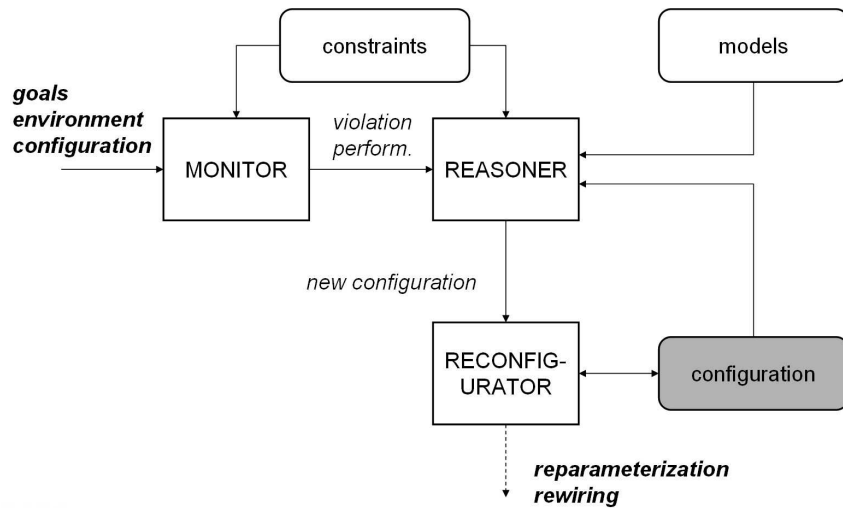 constraints
models
goals
environment
configuration
violation
perform.
MONITOR
REASONER
new configuration
RECONFIG-
URATOR
configuration
reparameterization
rewiring